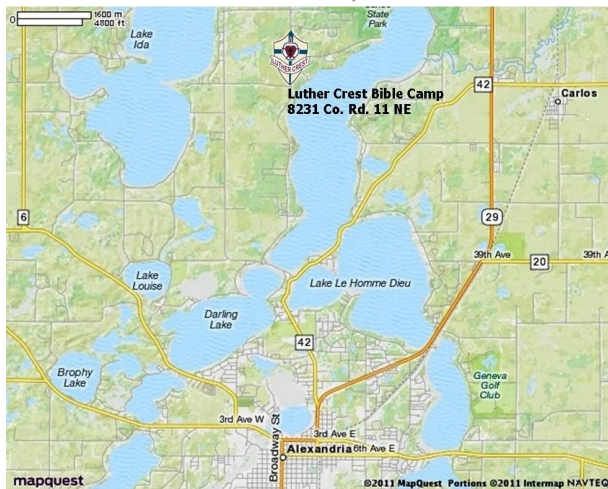 0 1600 m
4800 ft
Lake
Ida
State
Park
LUTHER CREST
Luther Crest Bible Camp
8231 Co. Rd. 11 NE
42
Carlos
6
29
39th Ave
20
Lake
Louise
Lake Le Homme Dieu
Darling
Lake
42
Brophy
Lake
Geneva
Golf
Club
3rd Ave W
Broadway St
3rd Ave E
Alexandria
6th Ave E
mapquest
©2011 MapQuest Portions ©2011 Intermap NAVTEQ